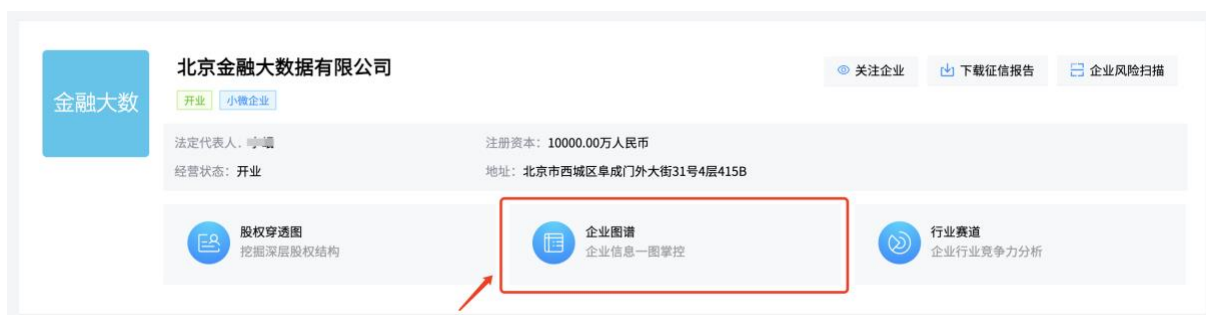 金融大数
北京金融大数据有限公司
开业 小微企业
关注企业 下载征信报告 企业风险扫描
法定代表人: 注册资本: 10000.00万人民币
经营状态: 开业 地址: 北京市西城区阜成门外大街31号4层415B
股权穿透图
挖掘深层股权结构
企业图谱
企业信息一图掌控
行业赛道
企业行业竞争力分析